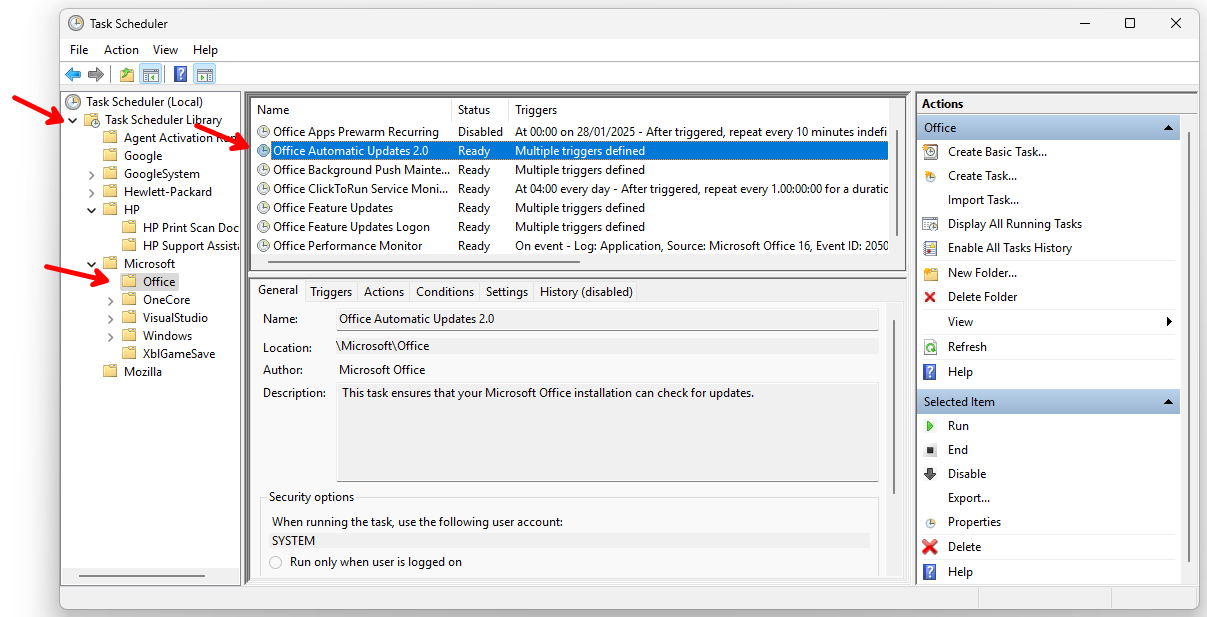 Task Scheduler
File Action View Help
Task Scheduler (Local)
Task Scheduler Library
Agent Activation
Google
GoogleSystem
Hewlett-Packard
HP
HP Print Scan Doc
HP Support Assista
Microsoft
Office
OneCore
VisualStudio
Windows
XblGameSave
Mozilla
Name Status Triggers
Office Apps Prewarm Recurring Disabled At 00:00 on 28/01/2025 - After triggered, repeat every 10 minutes indefi
Office Automatic Updates 2.0 Ready Multiple triggers defined
Office Background Push Mainte... Ready Multiple triggers defined
Office ClickToRun Service Moni... Ready At 04:00 every day - After triggered, repeat every 1.00:00:00 for a duratic
Office Feature Updates Ready Multiple triggers defined
Office Feature Updates Logon Ready Multiple triggers defined
Office Performance Monitor Ready On event - Log: Application, Source: Microsoft Office 16, Event ID: 2050
General Triggers Actions Conditions Settings History (disabled)
Name: Office Automatic Updates 2.0
Location: \Microsoft\Office
Author: Microsoft Office
Description: This task ensures that your Microsoft Office installation can check for updates.
Security options
When running the task, use the following user account:
SYSTEM
Run only when user is logged on
Actions
Office
Create Basic Task...
Create Task...
Import Task...
Display All Running Tasks
Enable All Tasks History
New Folder...
Delete Folder
View
Refresh
Help
Selected Item
Run
End
Disable
Export...
Properties
Delete
Help